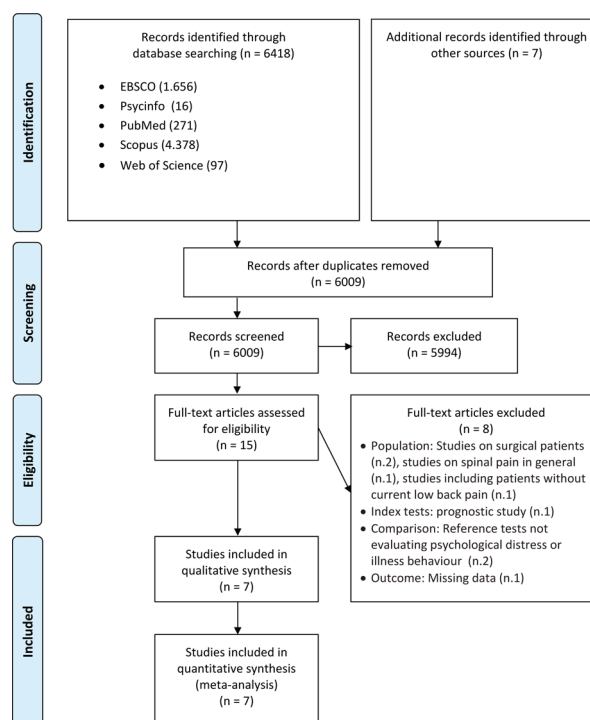 Identification
Records identified through
database searching (n = 6418)
• EBSCO (1.656)
• Psycinfo (16)
• PubMed (271)
• Scopus (4.378)
• Web of Science (97)
Additional records identified through
other sources (n = 7)
Screening
Records after duplicates removed
(n = 6009)
Records screened
(n = 6009)
Records excluded
(n = 5994)
Eligibility
Full-text articles assessed
for eligibility
(n = 15)
Full-text articles excluded
(n = 8)
• Population: Studies on surgical patients
(n.2), studies on spinal pain in general
(n.1), studies including patients without
current low back pain (n.1)
• Index tests: prognostic study (n.1)
• Comparison: Reference tests not
evaluating psychological distress or
illness behaviour (n.2)
• Outcome: Missing data (n.1)
Included
Studies included in
qualitative synthesis
(n = 7)
Studies included in
quantitative synthesis
(meta-analysis)
(n = 7)